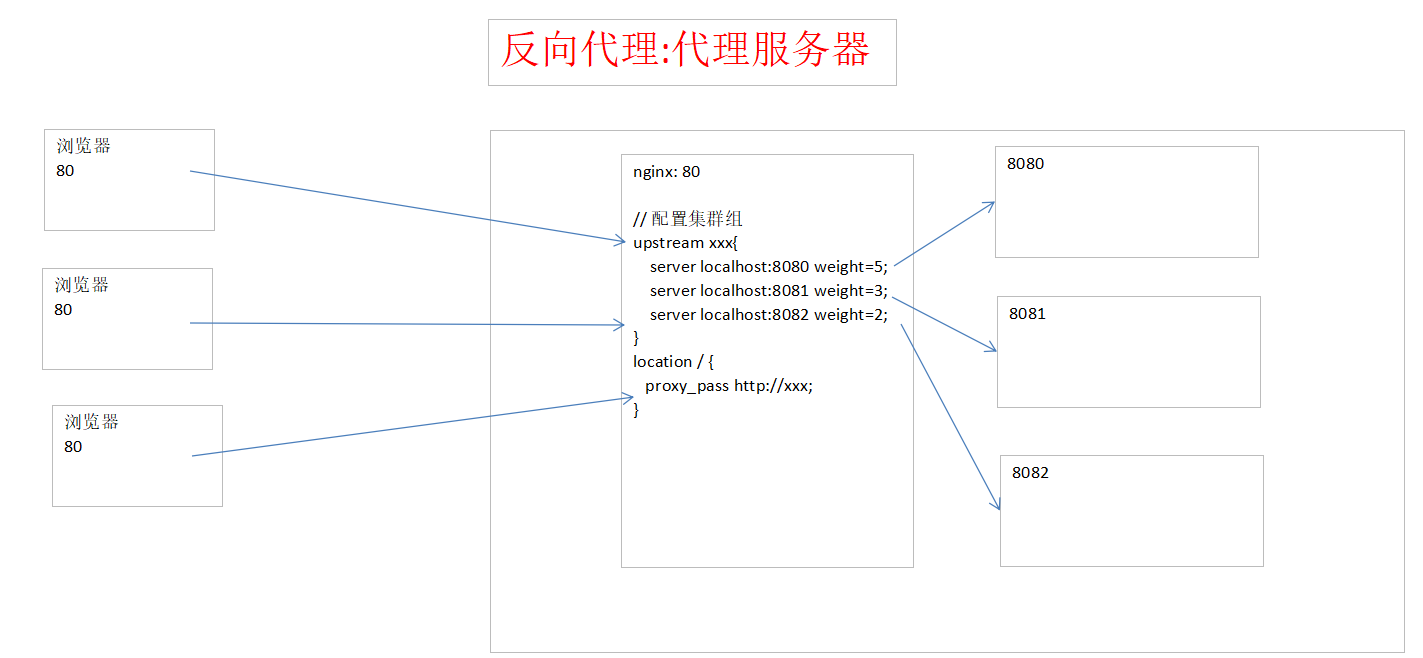 反向代理:代理服务器
浏览器
80
浏览器
80
浏览器
80
nginx: 80
// 配置集群组
upstream xxx{
server localhost:8080 weight=5;
server localhost:8081 weight=3;
server localhost:8082 weight=2;
}
location / {
proxy_pass http://xxx;
}
8080
8081
8082